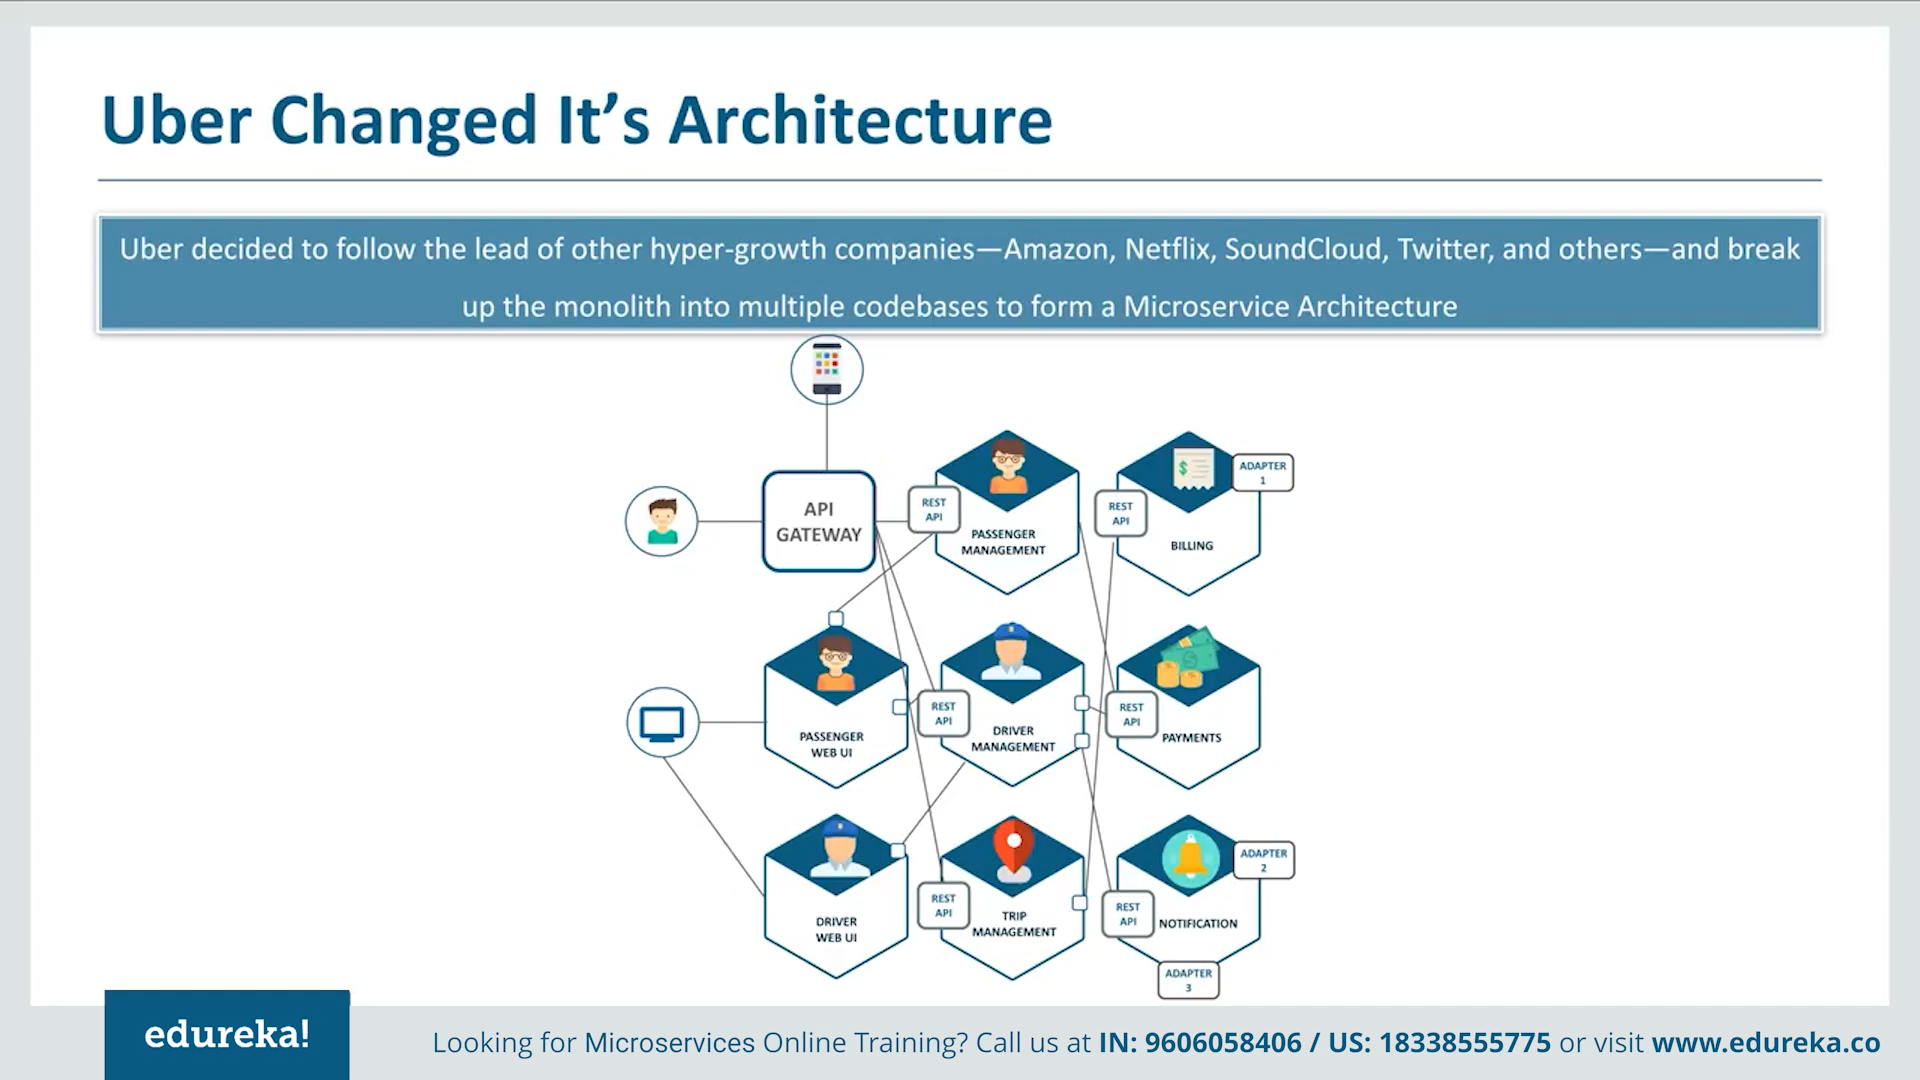 Uber Changed It’s Architecture
Uber decided to follow the lead of other hyper-growth companies—Amazon, Netflix, SoundCloud, Twitter, and others—and break
up the monolith into multiple codebases to form a Microservice Architecture
API
GATEWAY
REST
API
PASSENGER
MANAGEMENT
REST
API
BILLING
ADAPTER
1
PASSENGER
WEB UI
REST
API
DRIVER
MANAGEMENT
REST
API
PAYMENTS
DRIVER
WEB UI
REST
API
TRIP
MANAGEMENT
REST
API
NOTIFICATION
ADAPTER
2
ADAPTER
3
edureka!
Looking for Microservices Online Training? Call us at IN: 9606058406 / US: 18338555775 or visit www.edureka.co